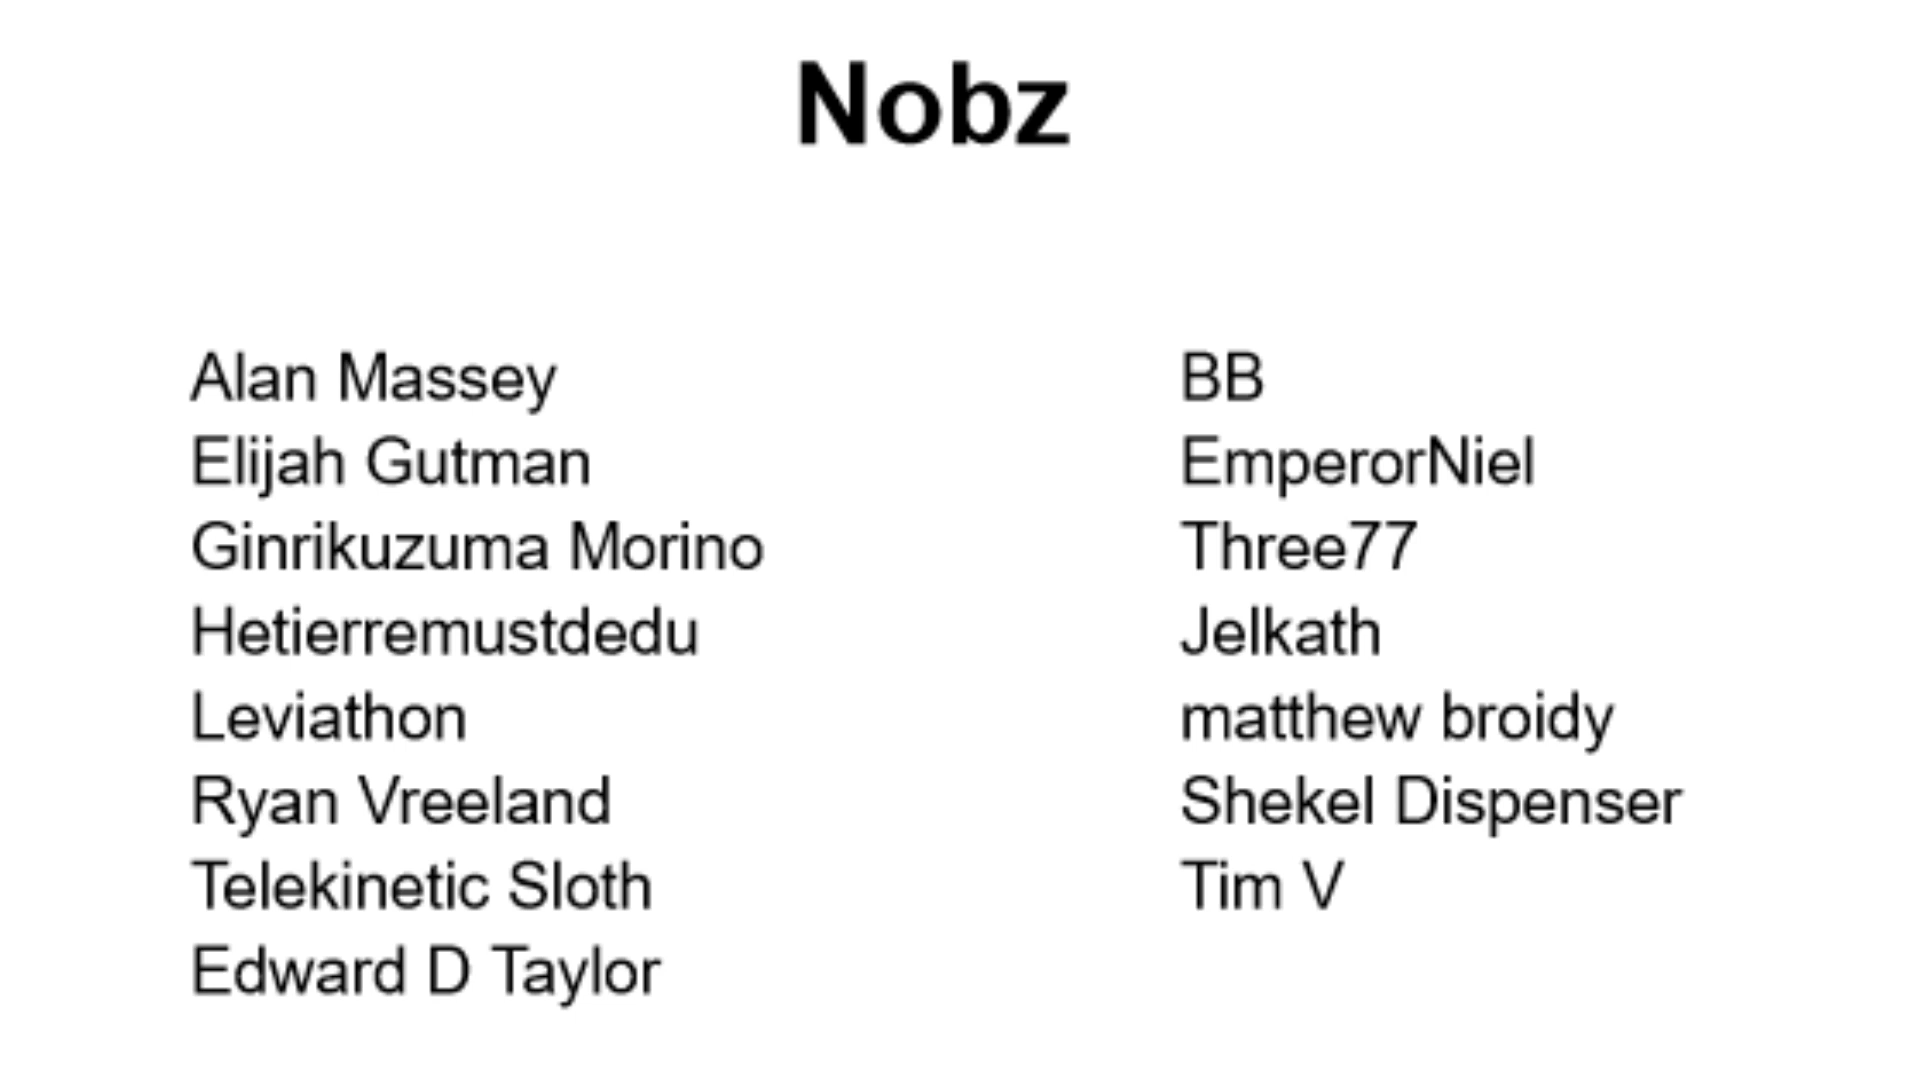 Nobz
Alan Massey
Elijah Gutman
Ginrikuzuma Morino
Hetierremustdedu
Leviathon
Ryan Vreeland
Telekinetic Sloth
Edward D Taylor
BB
EmperorNiel
Three77
Jelkath
matthew broidy
Shekel Dispenser
Tim V